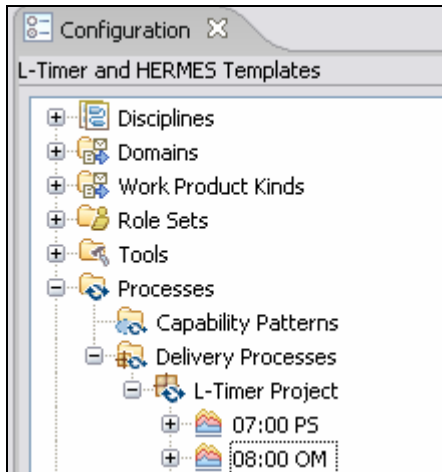 Configuration
L-Timer and HERMES Templates
Disciplines
Domains
Work Product Kinds
Role Sets
Tools
Processes
Capability Patterns
Delivery Processes
L-Timer Project
07:00 PS
08:00 OM